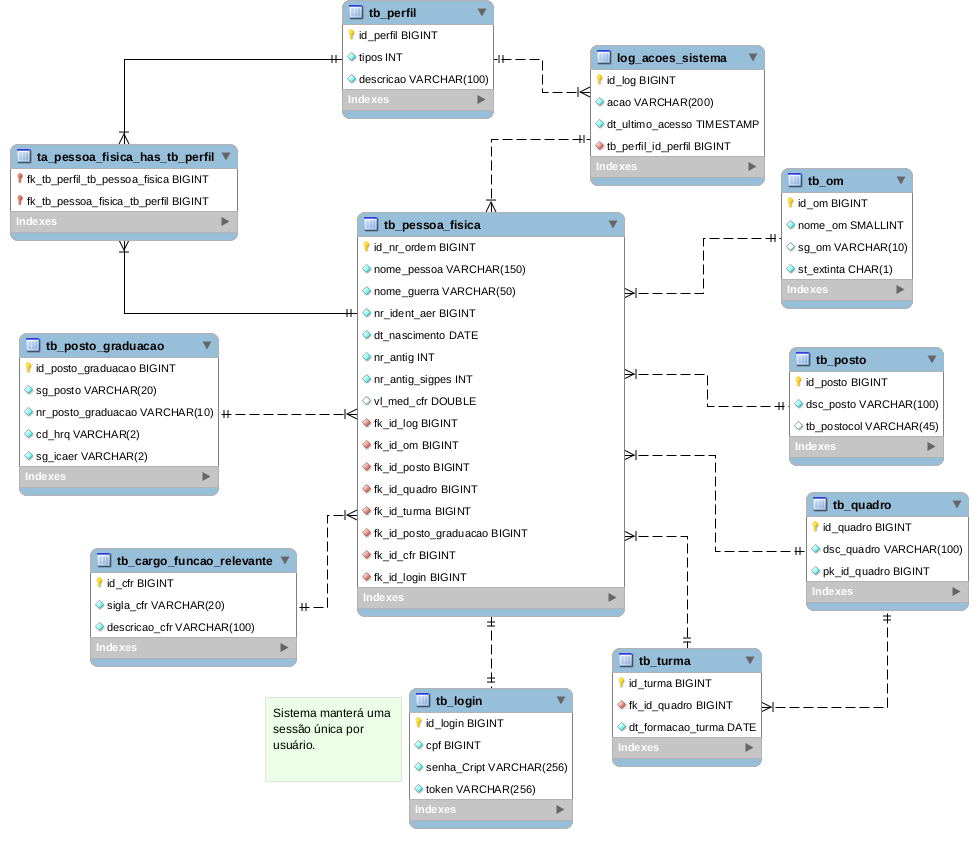 tb_perfil
id_perfil BIGINT
tipos INT
descricao VARCHAR(100)
Indexes
log_acoes_sistema
id_log BIGINT
acao VARCHAR(200)
dt_ultimo_acesso TIMESTAMP
tb_perfil_id_perfil BIGINT
Indexes
ta_pessoa_fisica_has_tb_perfil
fk_tb_perfil_tb_pessoa_fisica BIGINT
fk_tb_pessoa_fisica_tb_perfil BIGINT
Indexes
tb_om
id_om BIGINT
nome_om SMALLINT
sg_om VARCHAR(10)
st_extinta CHAR(1)
Indexes
tb_pessoa_fisica
id_nr_ordem BIGINT
nome_pessoa VARCHAR(150)
nome_guerra VARCHAR(50)
nr_ident_aer BIGINT
dt_nascimento DATE
nr_antig INT
nr_antig_sigpes INT
vl_med_cfr DOUBLE
fk_id_log BIGINT
fk_id_om BIGINT
fk_id_posto BIGINT
fk_id_quadro BIGINT
fk_id_turma BIGINT
fk_id_posto_graduacao BIGINT
fk_id_cfr BIGINT
fk_id_login BIGINT
Indexes
tb_posto_graduacao
id_posto_graduacao BIGINT
sg_posto VARCHAR(20)
nr_posto_graduacao VARCHAR(10)
cd_hrq VARCHAR(2)
sg_icaer VARCHAR(2)
Indexes
tb_posto
id_posto BIGINT
dsc_posto VARCHAR(100)
tb_postocol VARCHAR(45)
Indexes
tb_quadro
id_quadro BIGINT
dsc_quadro VARCHAR(100)
pk_id_quadro BIGINT
Indexes
tb_cargo_funcao_relevante
id_cfr BIGINT
sigla_cfr VARCHAR(20)
descricao_cfr VARCHAR(100)
Indexes
tb_turma
id_turma BIGINT
fk_id_quadro BIGINT
dt_formacao_turma DATE
Indexes
Sistema manterá uma
sessão única por
usuário.
tb_login
id_login BIGINT
cpf BIGINT
senha_Cript VARCHAR(256)
token VARCHAR(256)
Indexes